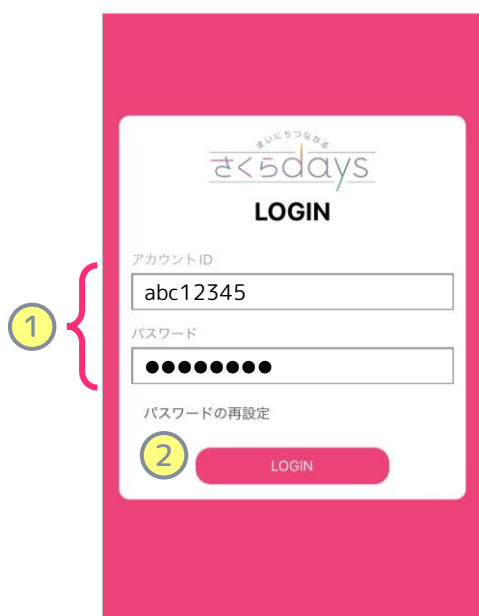 まいにちつながる
さくらdays
LOGIN
アカウントID
abc12345
1
パスワード
●●●●●●●●
パスワードの再設定
2
LOGIN